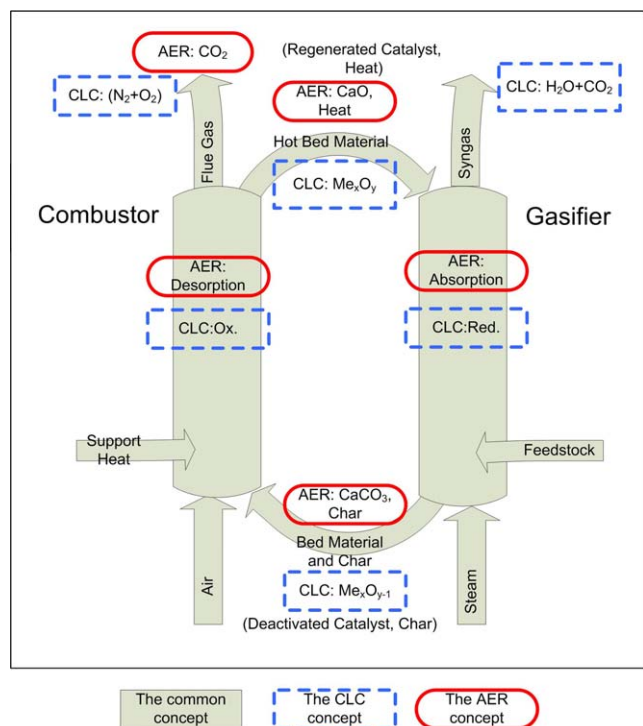 AER: CO₂
CLC: (N₂+O₂)
(Regenerated Catalyst,
Heat)
AER: CaO,
Heat
CLC: H₂O+CO₂
Flue Gas
Hot Bed Material
CLC: MeₓOᵧ
Syngas
Combustor
Gasifier
AER:
Desorption
AER:
Absorption
CLC:Ox.
CLC:Red.
Support
Heat
Feedstock
AER: CaCO₃,
Char
Bed Material
and Char
CLC: MeₓOᵧ₋₁
(Deactivated Catalyst, Char)
Air
Steam
The common
concept
The CLC
concept
The AER
concept